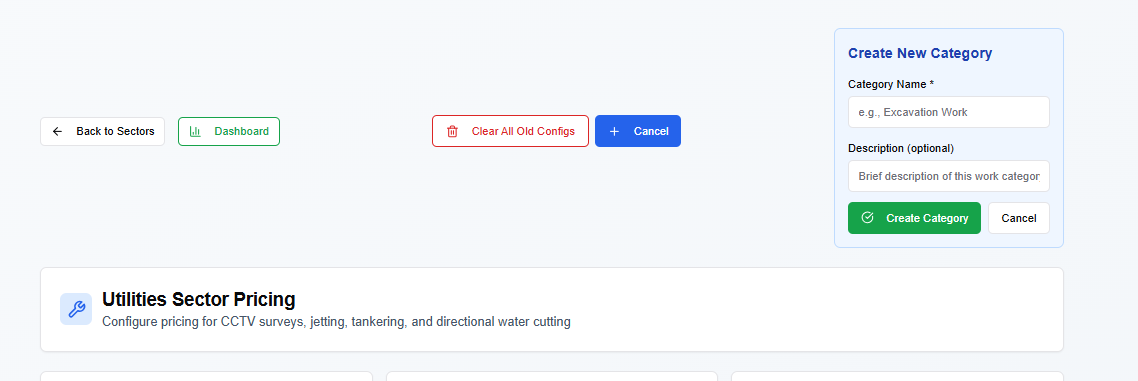 Create New Category
Category Name *
e.g., Excavation Work
Back to Sectors
Dashboard
Clear All Old Configs
Cancel
Description (optional)
Brief description of this work categor
Create Category
Cancel
Utilities Sector Pricing
Configure pricing for CCTV surveys, jetting, tankering, and directional water cutting